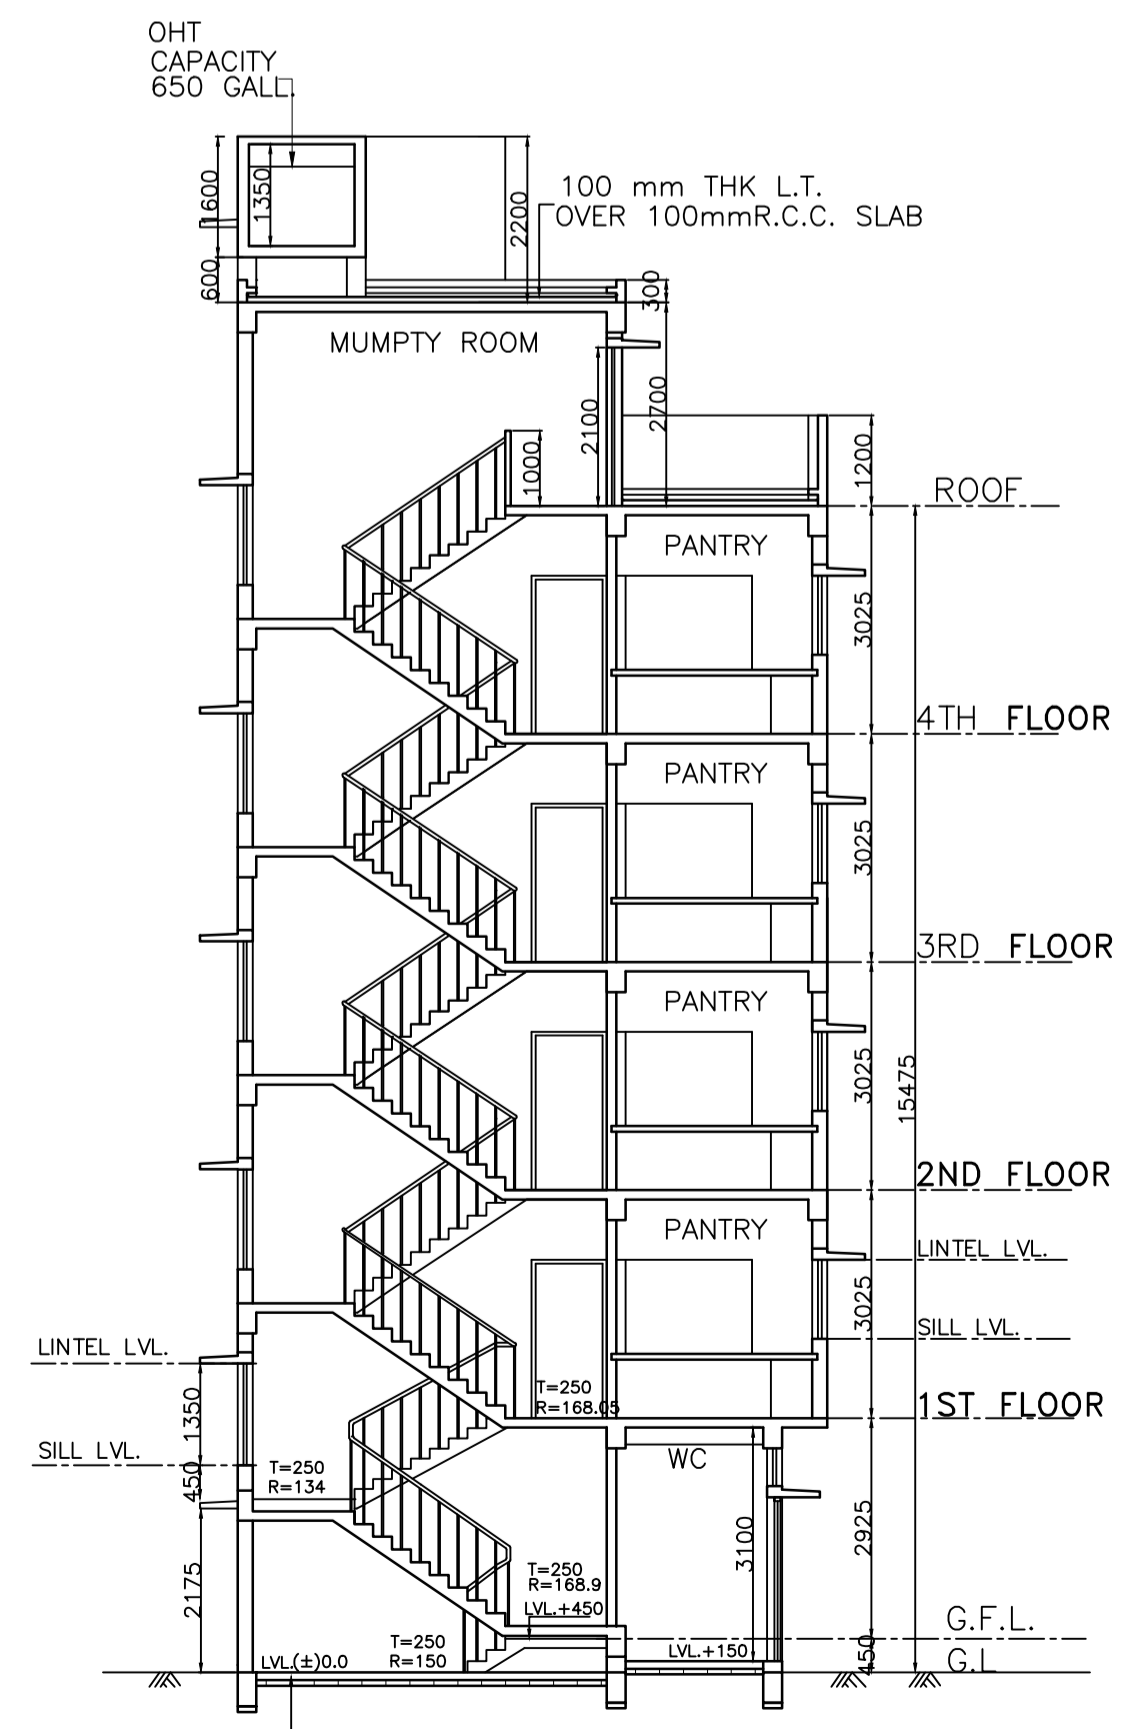 OHT
CAPACITY
650 GALL.
1600
1350
2200
100 mm THK L.T.
OVER 100mmR.C.C. SLAB
600
300
MUMPTY ROOM
2700
2100
1000
1200
ROOF
PANTRY
3025
4TH FLOOR
PANTRY
3025
3RD FLOOR
PANTRY
3025
15475
2ND FLOOR
PANTRY
LINTEL LVL.
3025
SILL LVL.
LINTEL LVL.
1350
T=250
R=168.05
1ST FLOOR
SILL LVL.
WC
450
T=250
R=134
2925
3100
2175
T=250
R=168.9
LVL.+450
G.F.L.
T=250
R=150
LVL.+150
450
LVL.(±)0.0
G.L